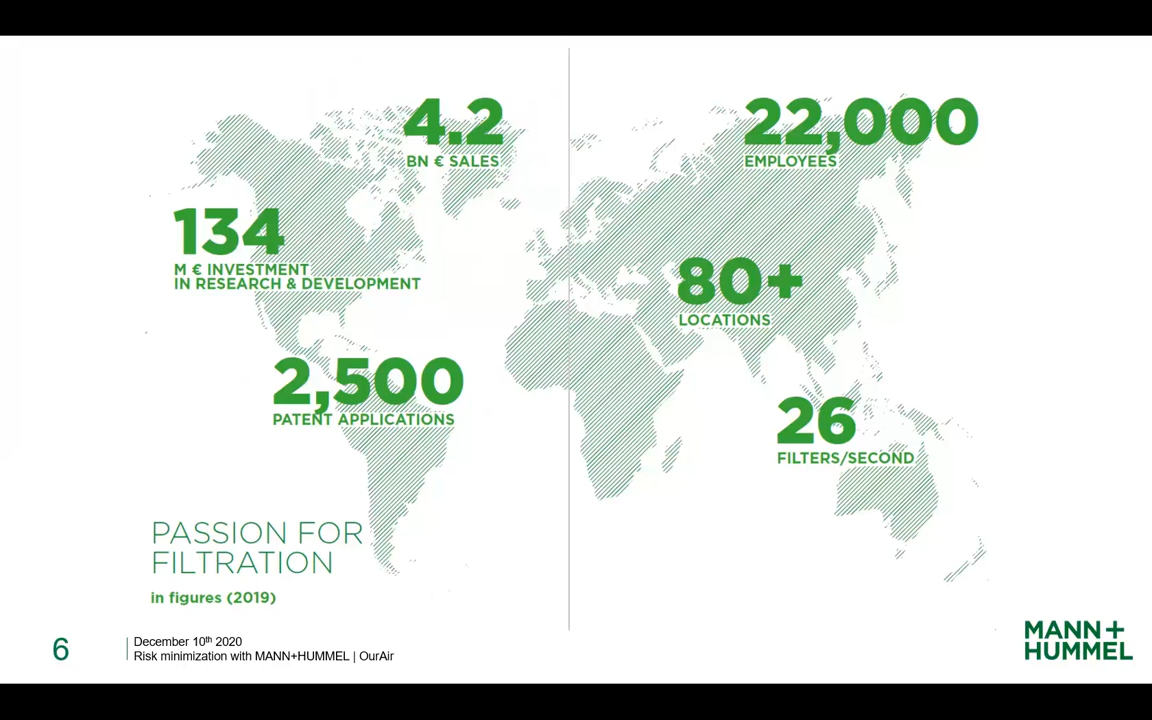 4.2
BN € SALES
22,000
EMPLOYEES
134
M € INVESTMENT
IN RESEARCH & DEVELOPMENT
80+
LOCATIONS
2,500
PATENT APPLICATIONS
26
FILTERS/SECOND
PASSION FOR
FILTRATION
in figures (2019)
6
December 10th 2020
Risk minimization with MANN+HUMMEL | OurAir
MANN+
HUMMEL